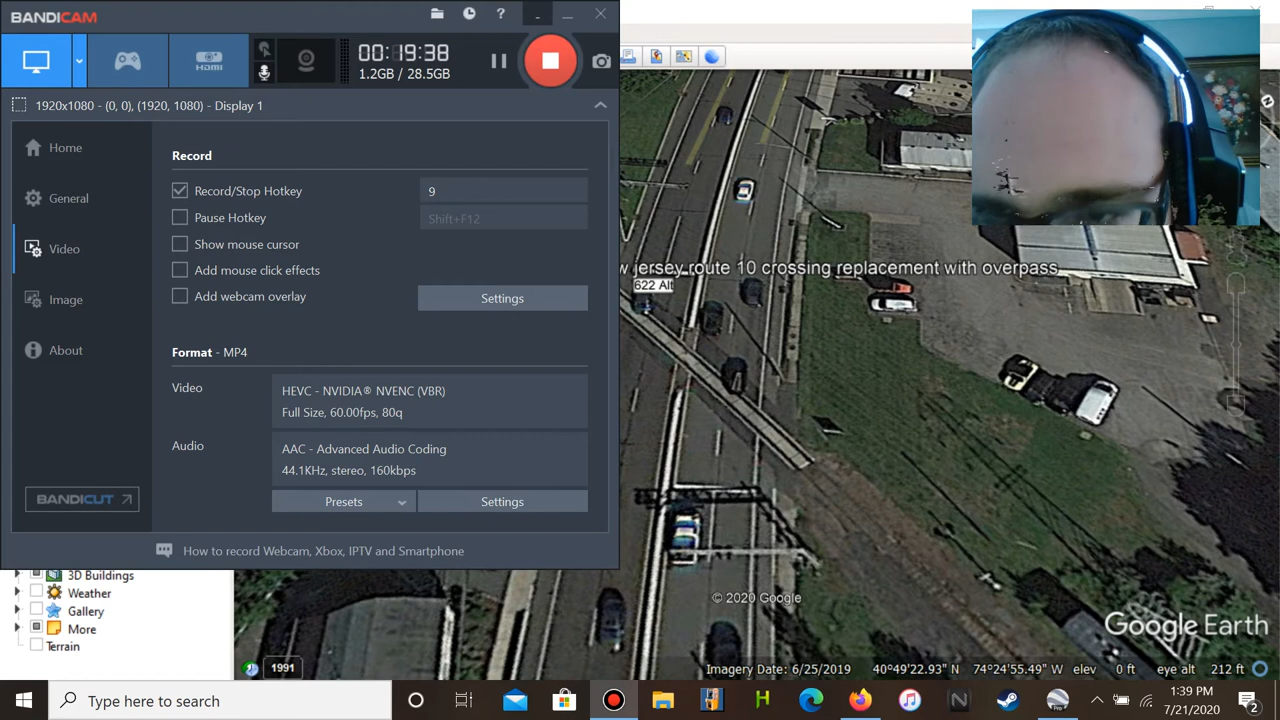 BANDICAM
?
HDMI
00:19:38
1.2GB / 28.5GB
1920x1080 - (0, 0), (1920, 1080) - Display 1
Home
General
Video
Image
About
BANDICUT
Record
Record/Stop Hotkey
9
Pause Hotkey
Shift+F12
Show mouse cursor
Add mouse click effects
Add webcam overlay
Settings
Format - MP4
Video
HEVC - NVIDIA® NVENC (VBR)
Full Size, 60.00fps, 80q
Audio
AAC - Advanced Audio Coding
44.1KHz, stereo, 160kbps
Presets
Settings
How to record Webcam, Xbox, IPTV and Smartphone
jersey route 10 crossing replacement with overpass
622 Alt
3D Buildings
Weather
Gallery
More
Terrain
© 2020 Google
Google Earth
1991
Imagery Date: 6/25/2019 40°49'22.93" N 74°24'55.49" W elev 0 ft eye alt 212 ft
Type here to search
H
N
Pro
1:39 PM
7/21/2020
2